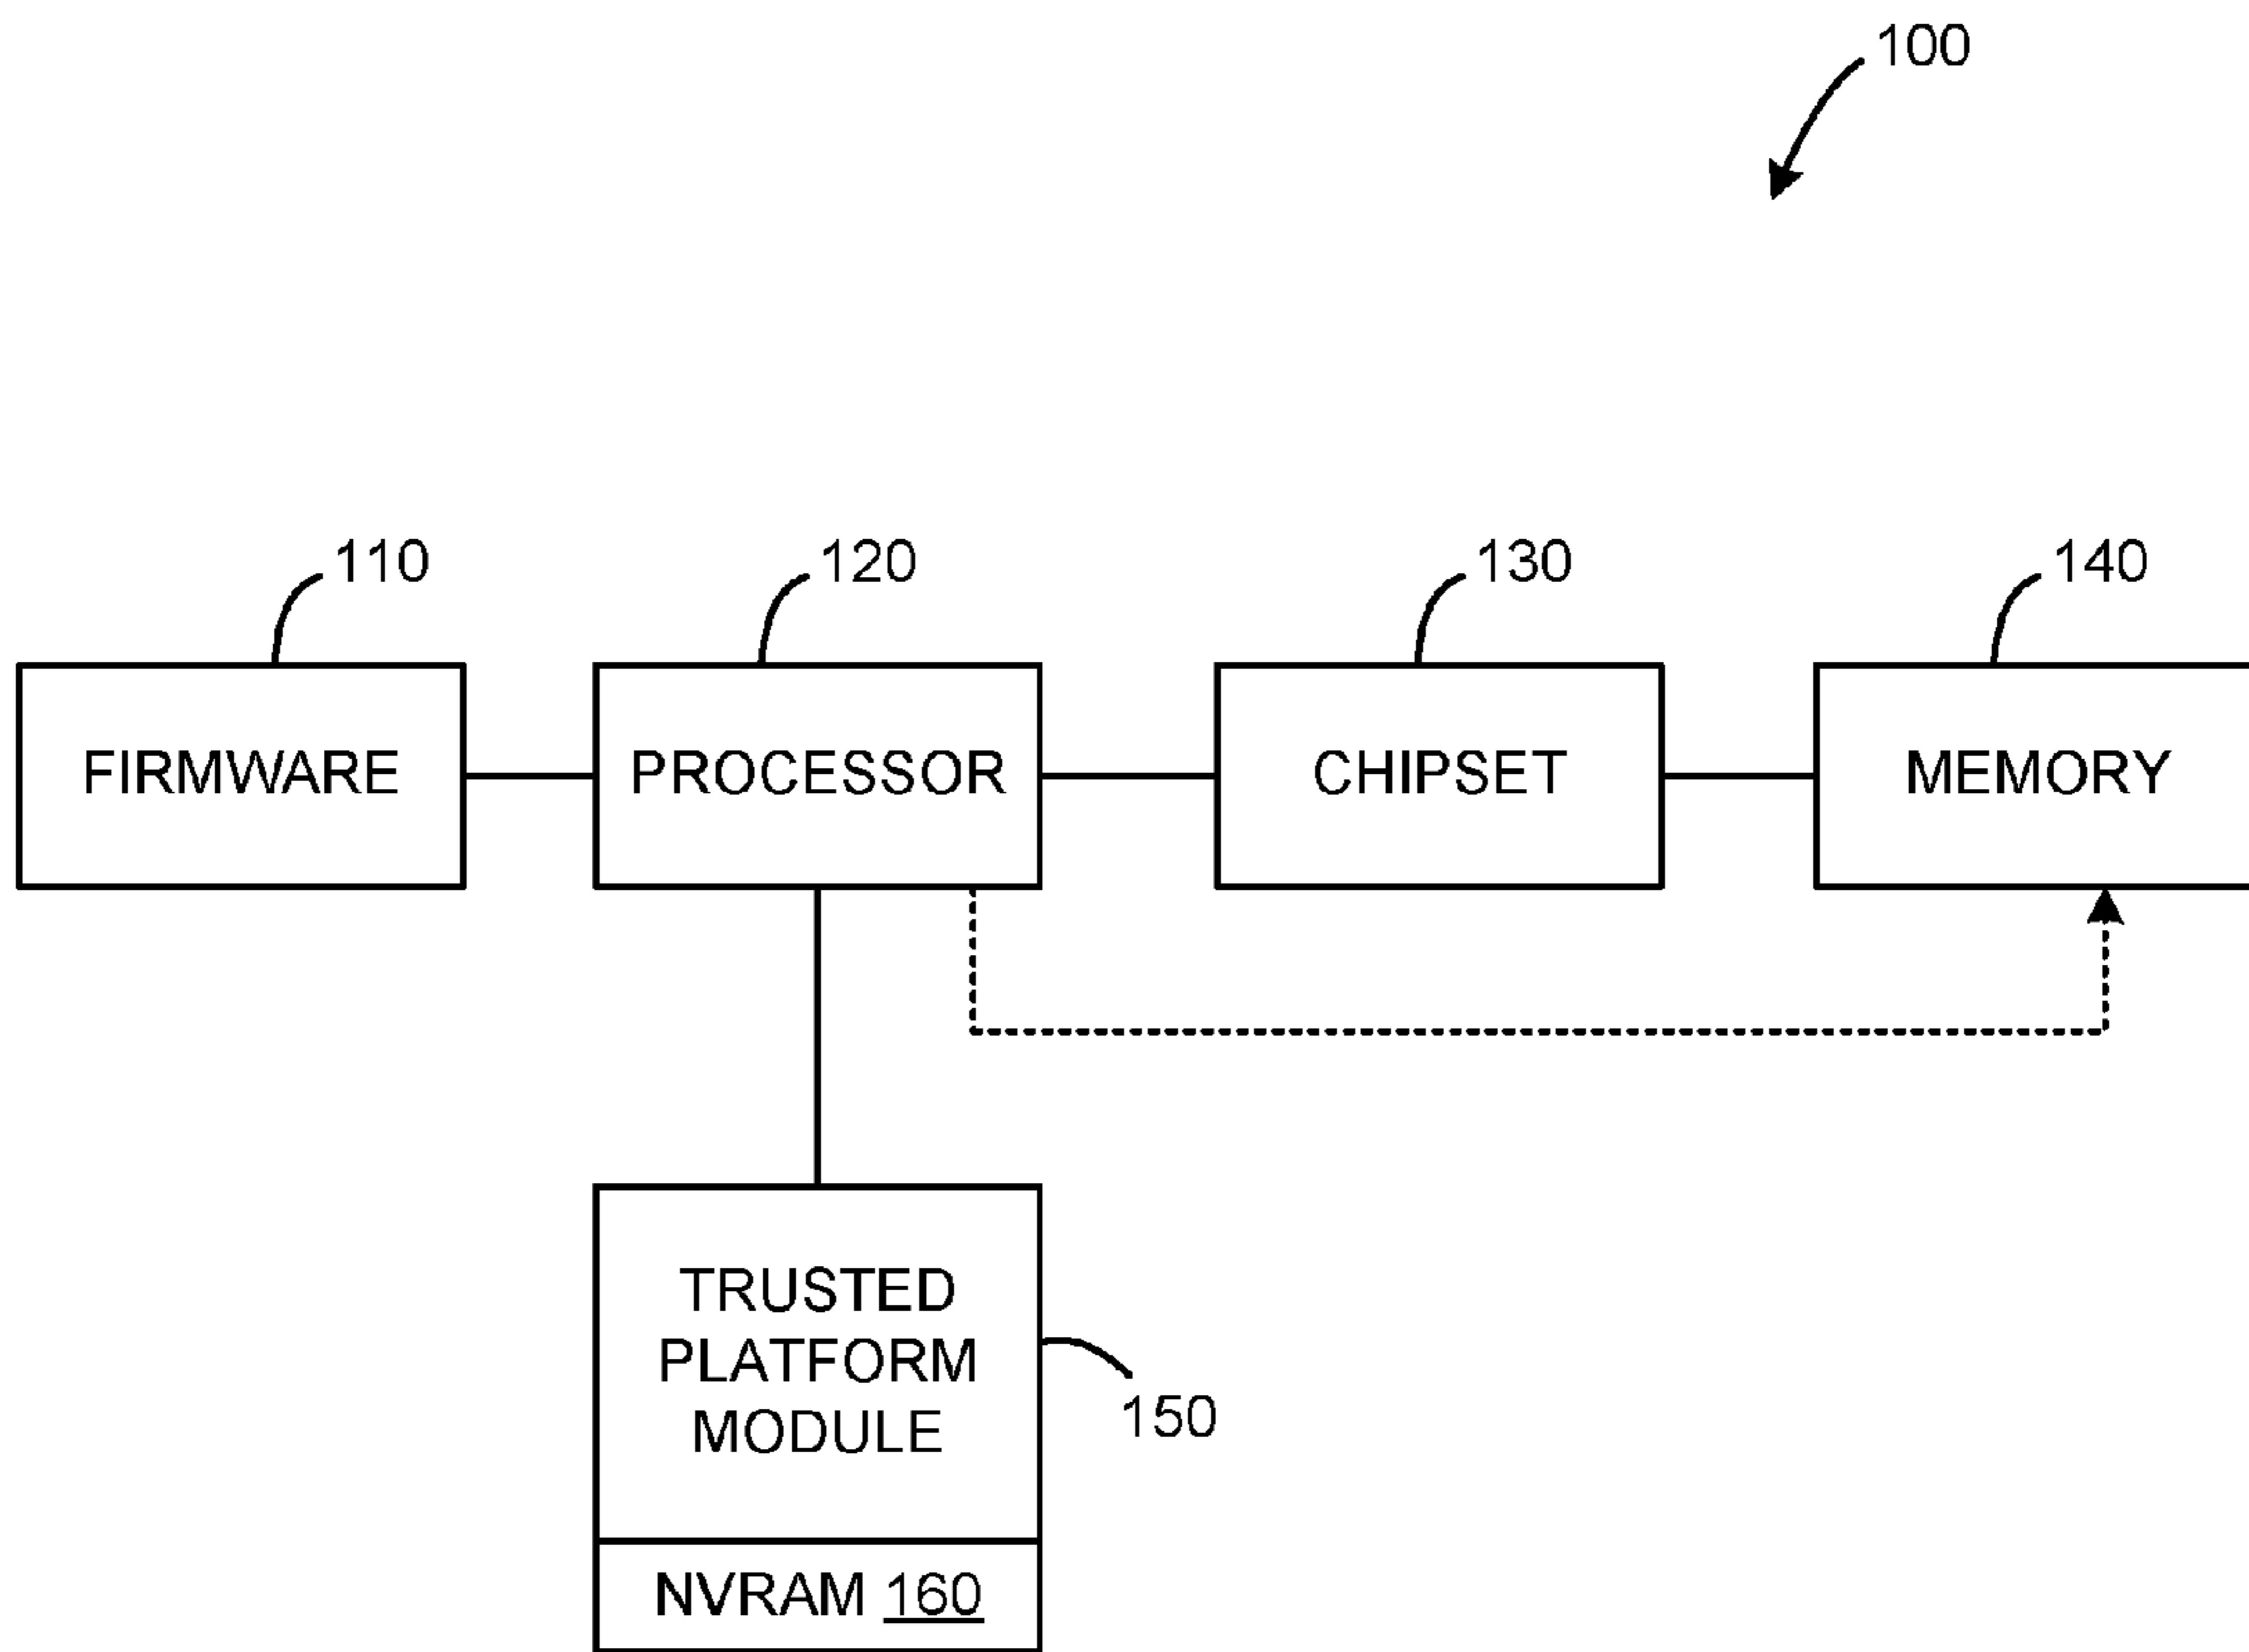 100
110
120
130
140
FIRMWARE
PROCESSOR
CHIPSET
MEMORY
TRUSTED
PLATFORM
MODULE
150
NVRAM 160